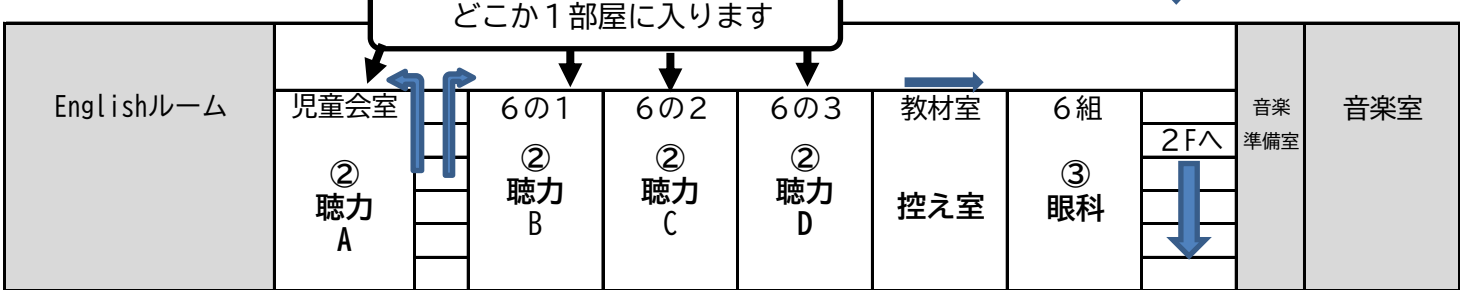 どこか１部屋に入ります
Englishルーム
児童会室
②
聴力
A
６の１
②
聴力
B
６の２
②
聴力
C
６の３
②
聴力
D
教材室
控え室
６組
③
眼科
２Fへ
音楽
準備室
音楽室